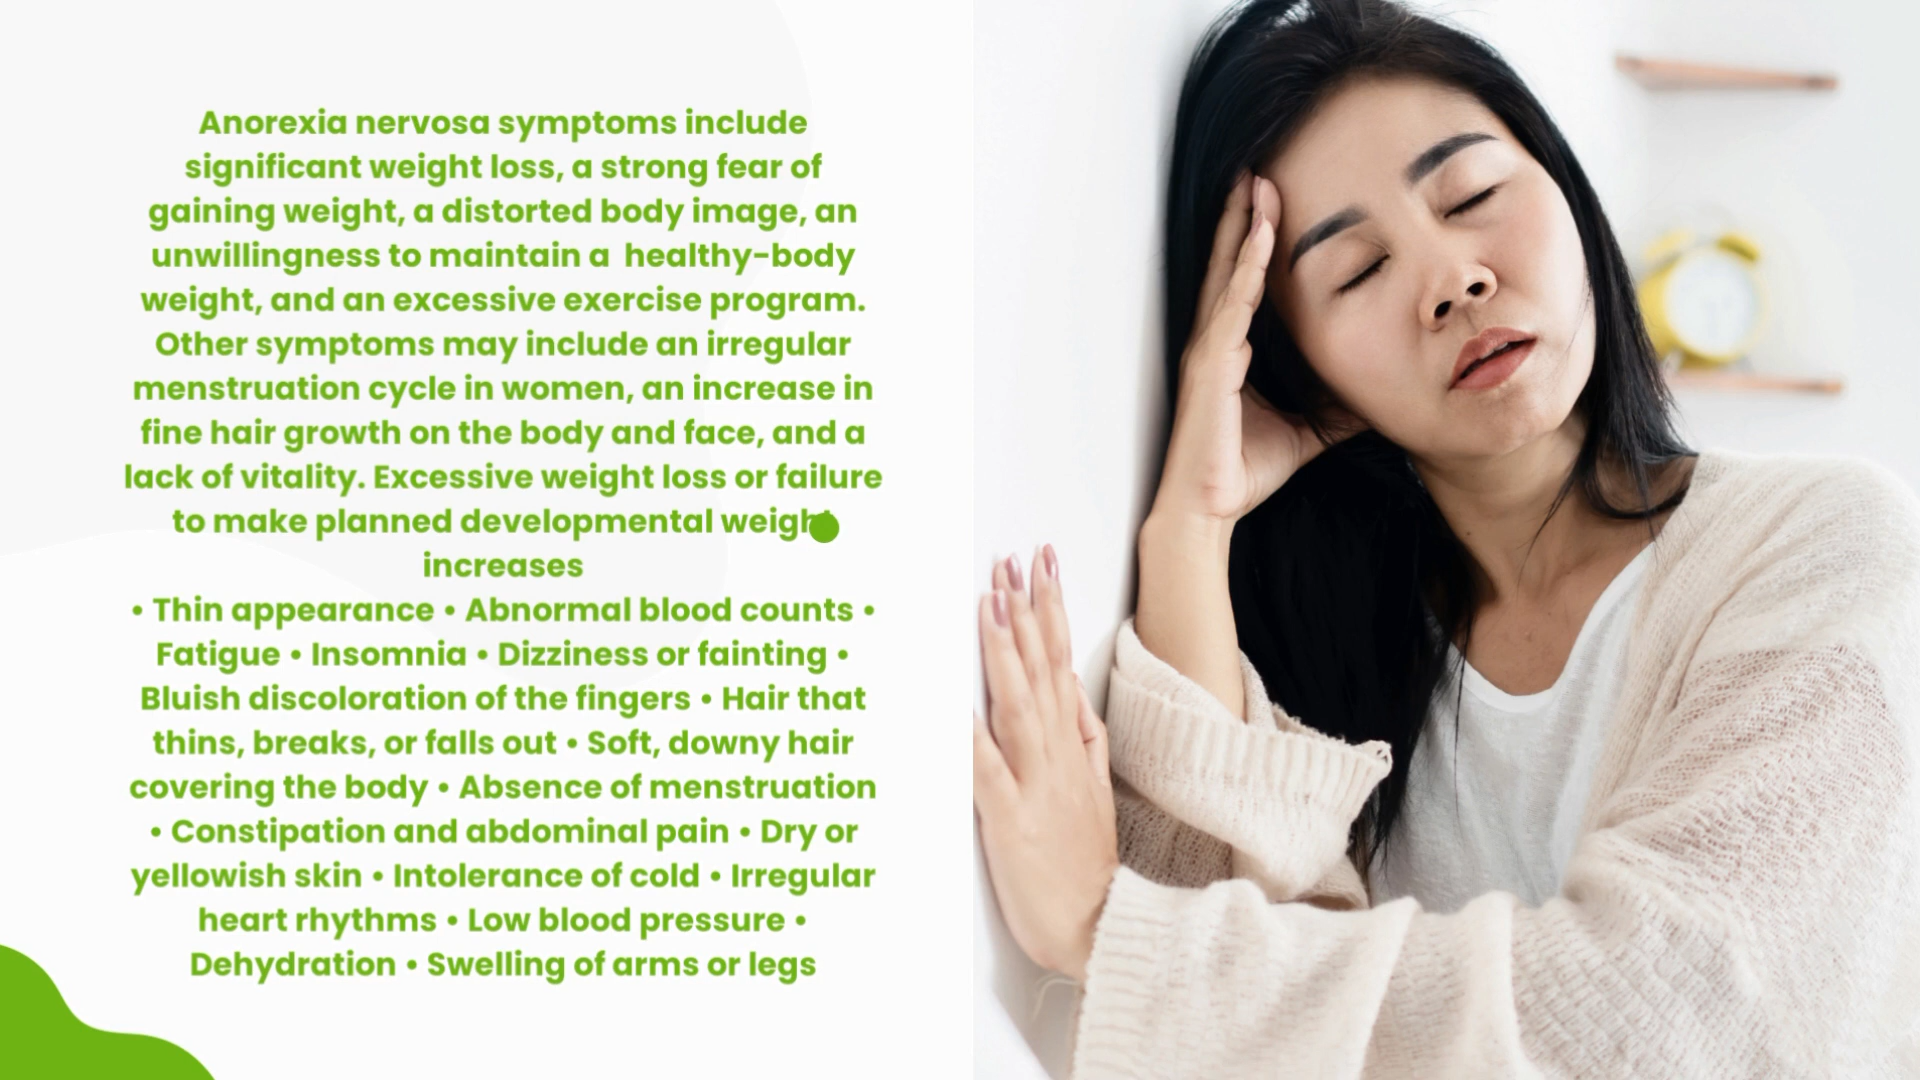 Anorexia nervosa symptoms include
significant weight loss, a strong fear of
gaining weight, a distorted body image, an
unwillingness to maintain a  healthy-body
weight, and an excessive exercise program.
Other symptoms may include an irregular
menstruation cycle in women, an increase in
fine hair growth on the body and face, and a
lack of vitality. Excessive weight loss or failure
to make planned developmental weight
increases
• Thin appearance • Abnormal blood counts •
Fatigue • Insomnia • Dizziness or fainting •
Bluish discoloration of the fingers • Hair that
thins, breaks, or falls out • Soft, downy hair
covering the body • Absence of menstruation
• Constipation and abdominal pain • Dry or
yellowish skin • Intolerance of cold • Irregular
heart rhythms • Low blood pressure •
Dehydration • Swelling of arms or legs